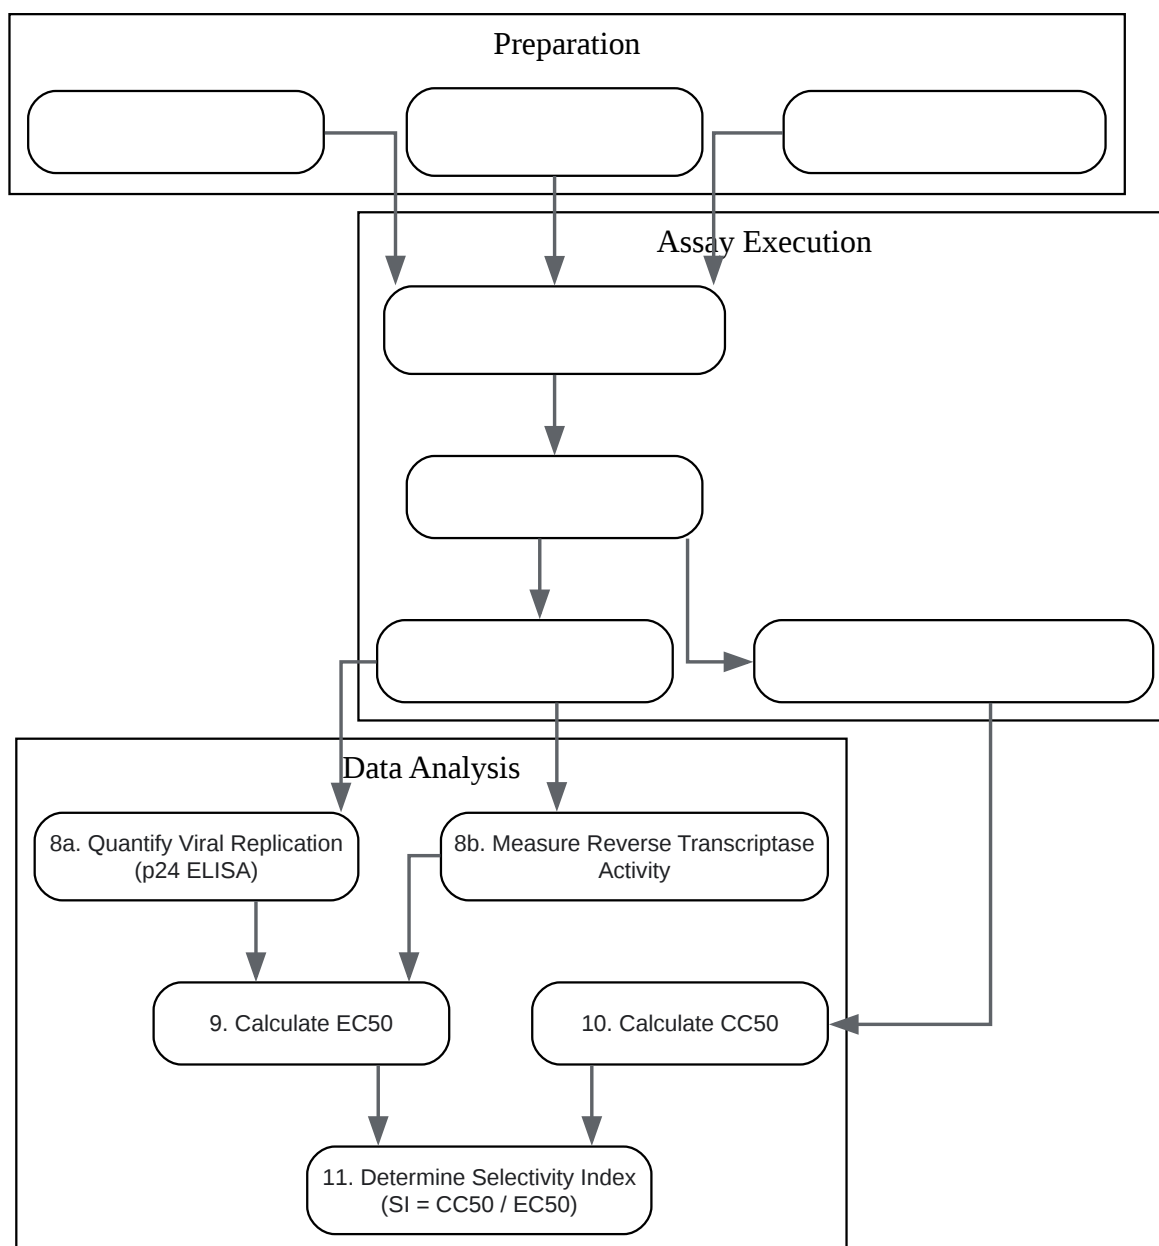 Preparation
Assay Execution
Data Analysis
8a. Quantify Viral Replication
(p24 ELISA)
8b. Measure Reverse Transcriptase
Activity
9. Calculate EC50
10. Calculate CC50
11. Determine Selectivity Index
(SI = CC50 / EC50)